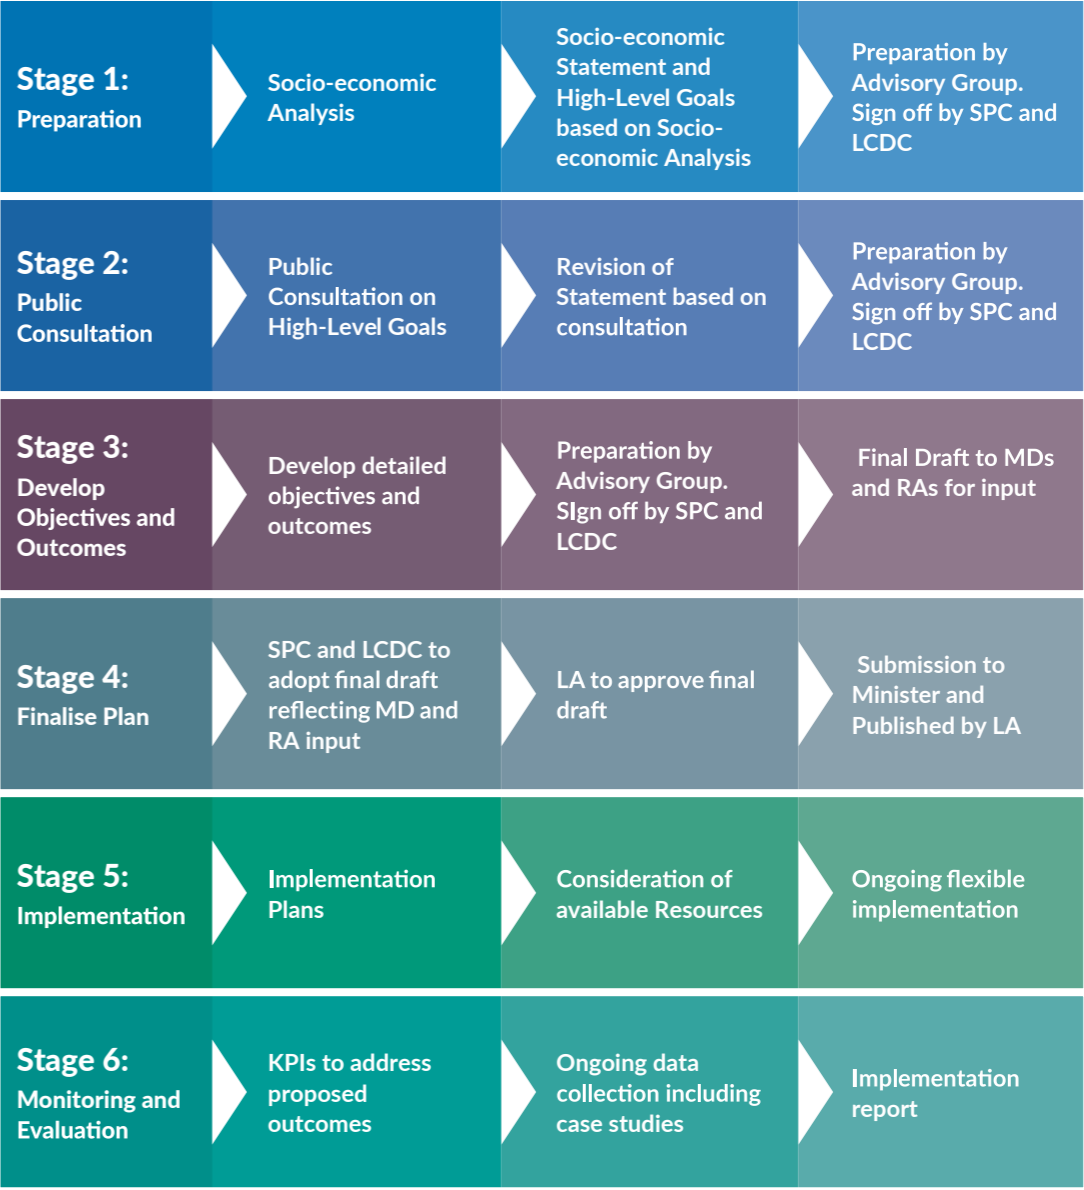 Stage 1:
Preparation
Socio-economic
Analysis
Socio-economic
Statement and
High-Level Goals
based on Socio-
economic Analysis
Preparation by
Advisory Group.
Sign off by SPC and
LCDC
Stage 2:
Public
Consultation
Public
Consultation on
High-Level Goals
Revision of
Statement based on
consultation
Preparation by
Advisory Group.
Sign off by SPC and
LCDC
Stage 3:
Develop
Objectives and
Outcomes
Develop detailed
objectives and
outcomes
Preparation by
Advisory Group.
SIgn off by SPC and
LCDC
Final Draft to MDs
and RAs for input
Stage 4:
Finalise Plan
SPC and LCDC to
adopt final draft
reflecting MD and
RA input
LA to approve final
draft
Submission to
Minister and
Published by LA
Stage 5:
Implementation
Implementation
Plans
Consideration of
available Resources
Ongoing flexible
implementation
Stage 6:
Monitoring and
Evaluation
KPIs to address
proposed
outcomes
Ongoing data
collection including
case studies
Implementation
report